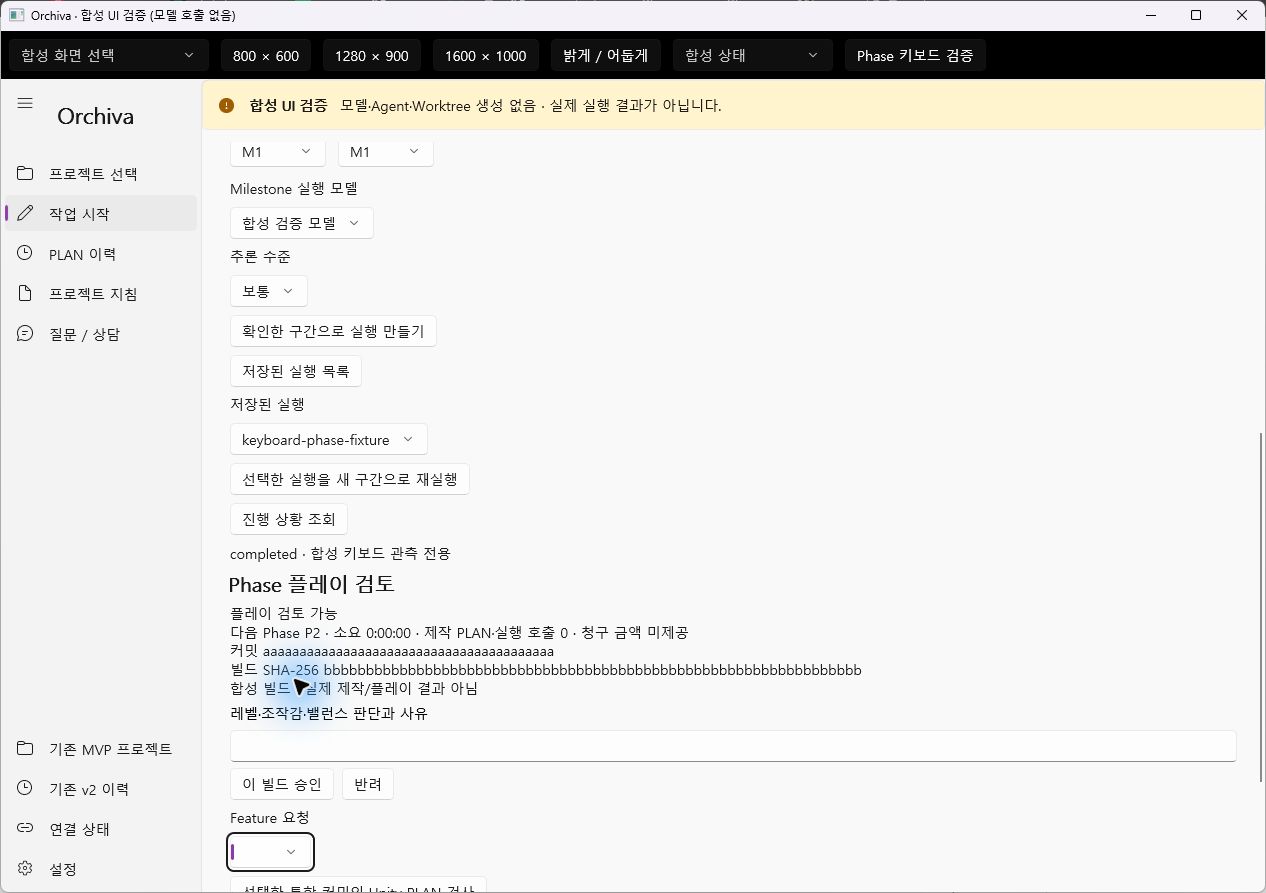 Orchiva · 합성 UI 검증 (모델 호출 없음)
합성 화면 선택
800 × 600
1280 × 900
1600 × 1000
밝게 / 어둡게
합성 상태
Phase 키보드 검증
Orchiva
프로젝트 선택
작업 시작
PLAN 이력
프로젝트 지침
질문 / 상담
기존 MVP 프로젝트
기존 v2 이력
연결 상태
설정
합성 UI 검증 모델·Agent·Worktree 생성 없음 · 실제 실행 결과가 아닙니다.
M1 M1
Milestone 실행 모델
합성 검증 모델
추론 수준
보통
확인한 구간으로 실행 만들기
저장된 실행 목록
저장된 실행
keyboard-phase-fixture
선택한 실행을 새 구간으로 재실행
진행 상황 조회
completed · 합성 키보드 관측 전용
Phase 플레이 검토
플레이 검토 가능
다음 Phase P2 · 소요 0:00:00 · 제작 PLAN·실행 호출 0 · 청구 금액 미제공
커밋 aaaaaaaaaaaaaaaaaaaaaaaaaaaaaaaaaaaaaaaa
빌드 SHA-256 bbbbbbbbbbbbbbbbbbbbbbbbbbbbbbbbbbbbbbbbbbbbbbbbbbbbbbbbbbbbbbbb
합성 빌드 · 실제 제작/플레이 결과 아님
레벨·조작감·밸런스 판단과 사유
이 빌드 승인
반려
Feature 요청
선택한 통합 커밋의 Unity PLAN 검사